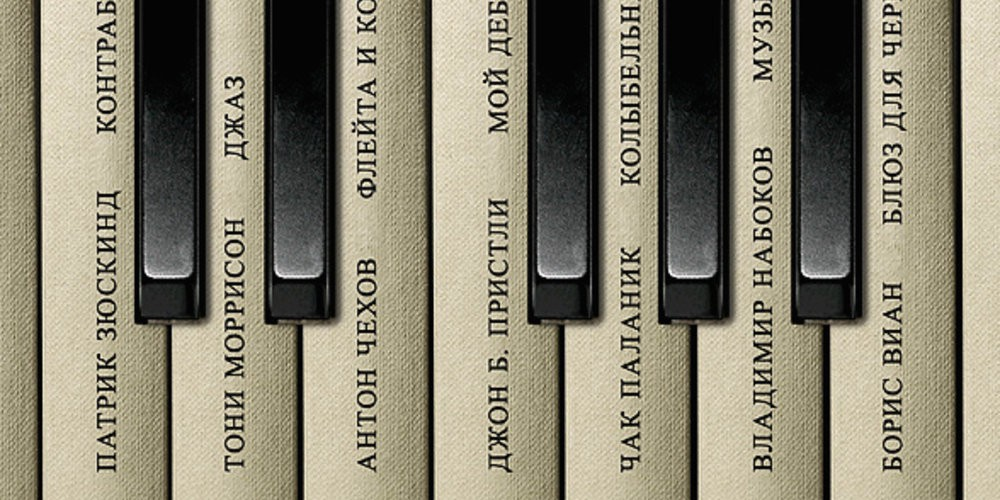 ПАТРИК ЗЮСКИНД КОНТРАБ
ТОНИ МОРРИСОН ДЖАЗ
АНТОН ЧЕХОВ ФЛЕЙТА И КО
ДЖОН Б. ПРИСТЛИ МОЙ ДЕБ
ЧАК ПАЛАНИК КОЛЫБЕЛЬН
ВЛАДИМИР НАБОКОВ МУЗЫ
БОРИС ВИАН БЛЮЗ ДЛЯ ЧЕР